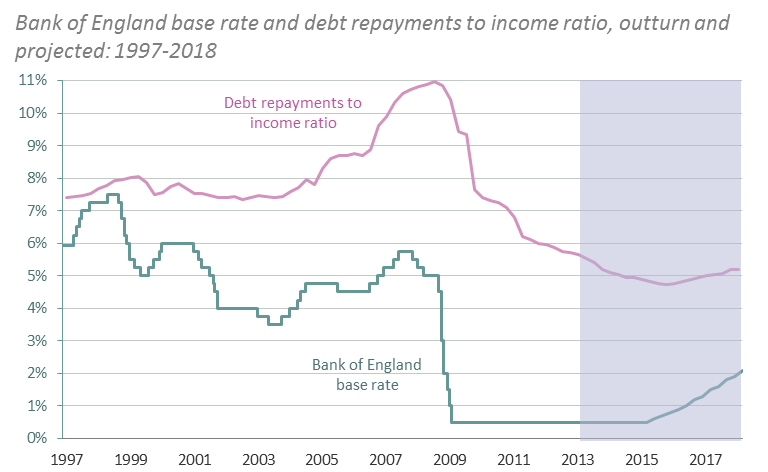 Bank of England base rate and debt repayments to income ratio, outturn and
projected: 1997-2018
11%
10%
9%
8%
7%
6%
5%
4%
3%
2%
1%
0%
Debt repayments to
income ratio
Bank of England
base rate
1997 1999 2001 2003 2005 2007 2009 2011 2013 2015 2017